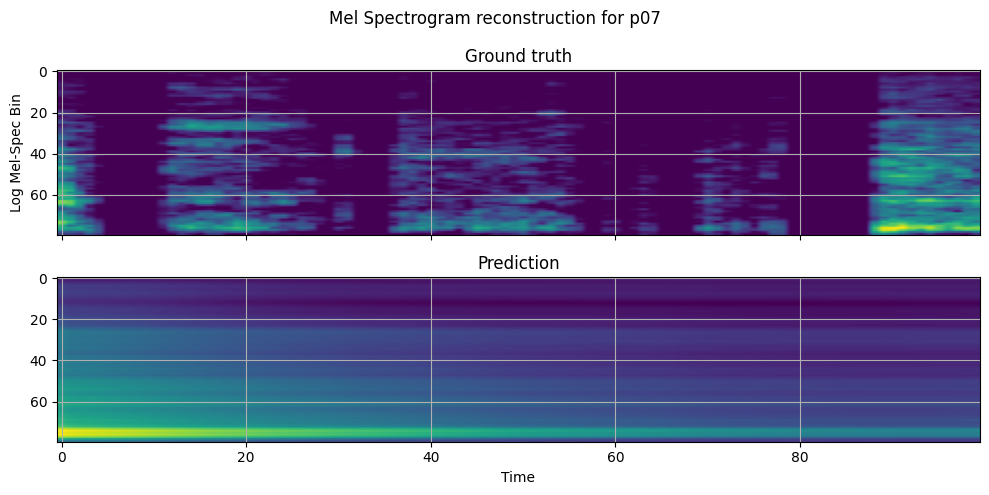 Mel Spectrogram reconstruction for p07
Ground truth
0
20
40
60
Log Mel-Spec Bin
Prediction
0
20
40
60
0 20 40 60 80
Time